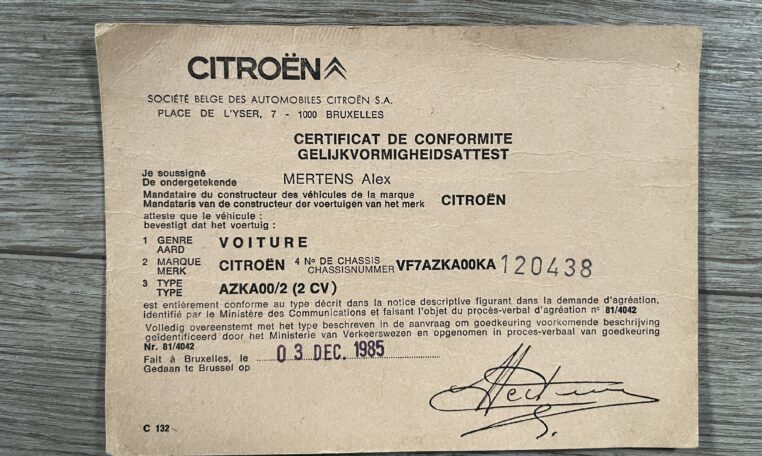 CITROËN
SOCIÉTÉ BELGE DES AUTOMOBILES CITROËN S.A.
PLACE DE L'YSER, 7 - 1000 BRUXELLES
CERTIFICAT DE CONFORMITE
GELIJKVORMIGHEIDSATTEST
Je soussigné
De ondergetekende MERTENS Alex
Mandataire du constructeur des véhicules de la marque
Mandataris van de constructeur der voertuigen van het merk CITROËN
atteste que le véhicule :
bevestigt dat het voertuig :
1 GENRE
AARD VOITURE
2 MARQUE
MERK CITROËN 4 Nº DE CHASSIS
CHASSISNUMMER VF7AZKA00KA 120438
3 TYPE
TYPE AZKA00/2 (2 CV)
est entièrement conforme au type décrit dans la notice descriptive figurant dans la demande d'agréation,
identifié par le Ministère des Communications et faisant l'objet du procès-verbal d'agréation nº 81/4042
Volledig overeenstemt met het type beschreven in de aanvraag om goedkeuring voorkomende beschrijving
geïdentificeerd door het Ministerie van Verkeerswezen en opgenomen in proces-verbaal van goedkeuring
Nr. 81/4042
Fait à Bruxelles, le
Gedaan te Brussel op 03 DEC. 1985
C 132